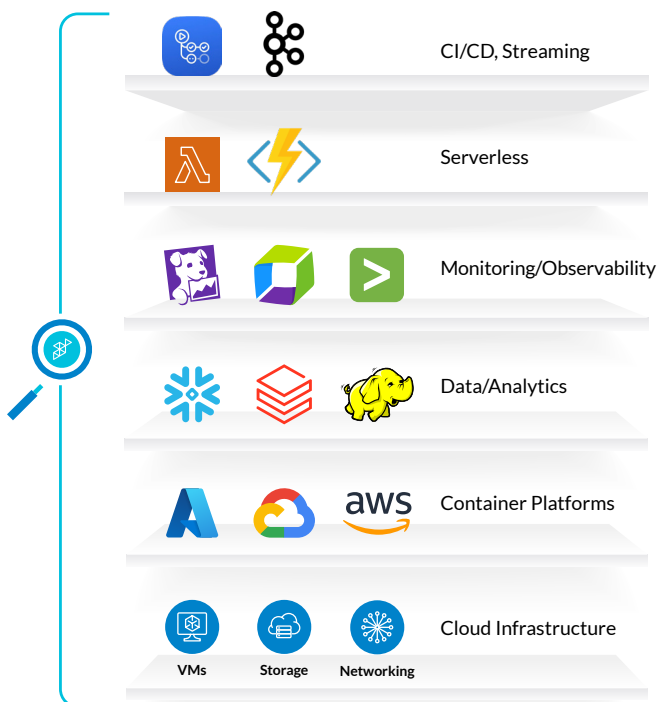 CI/CD, Streaming
Serverless
Monitoring/Observability
Data/Analytics
aws
Container Platforms
Cloud Infrastructure
VMs
Storage
Networking